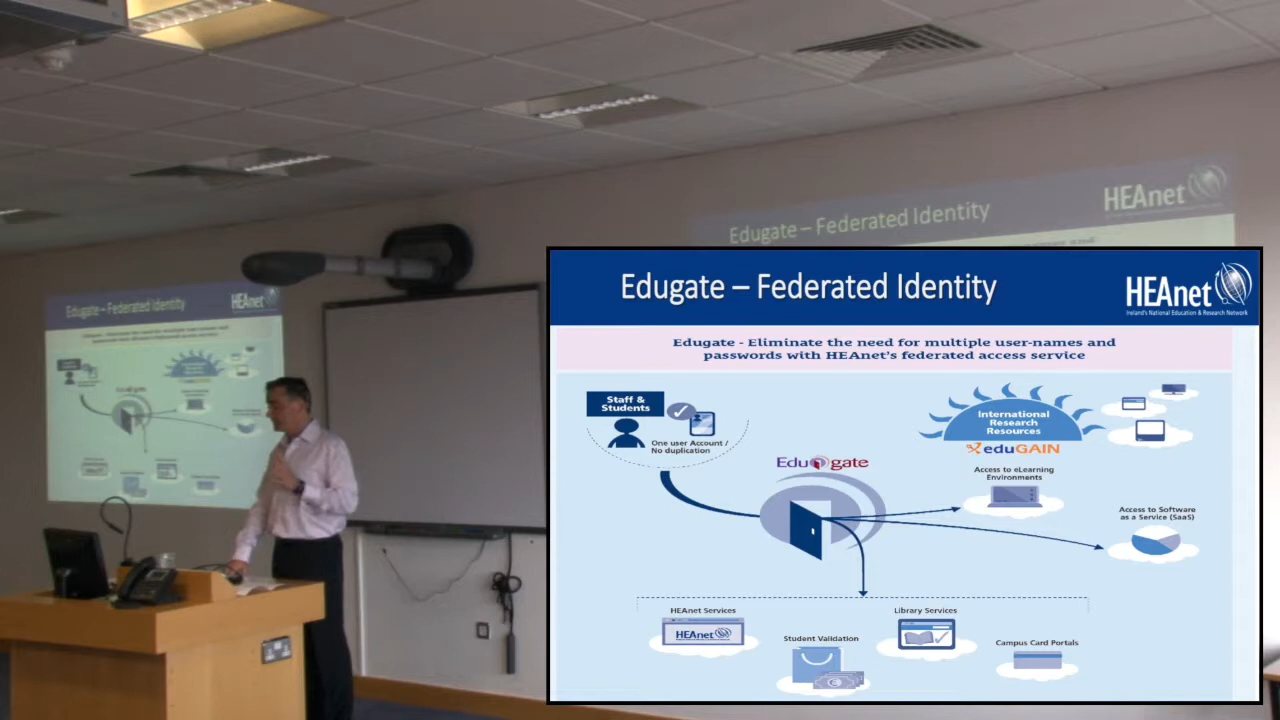 Edugate – Federated Identity
HEAnet
Edugate – Federated Identity
HEAnet
Edugate – Federated Identity
HEAnet
Ireland's National Education & Research Network
Edugate - Eliminate the need for multiple user-names and
passwords with HEAnet's federated access service
Staff &
Students
One user Account /
No duplication
International
Research
Resources
eduGAIN
Edugate
Access to eLearning
Environments
Access to Software
as a Service (SaaS)
HEAnet Services
HEAnet
Student Validation
Library Services
Campus Card Portals